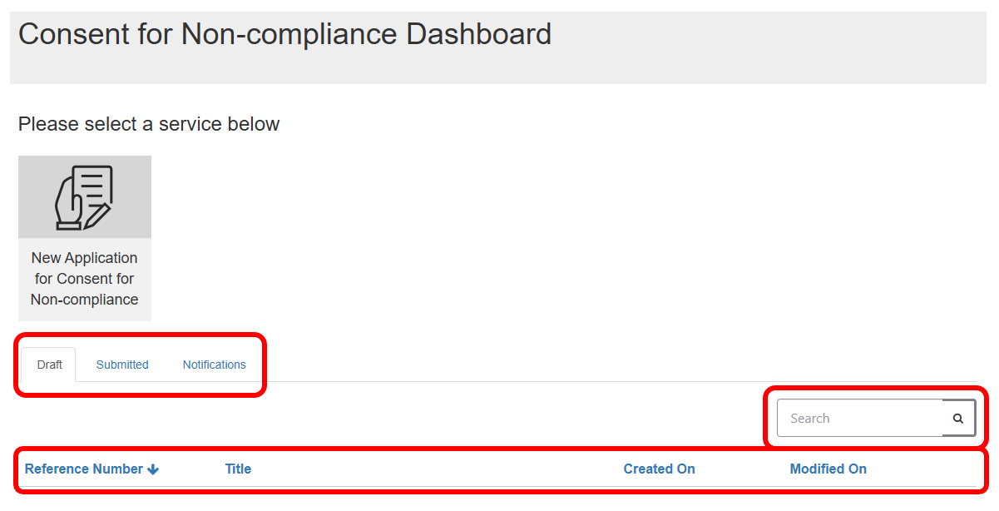 Consent for Non-compliance Dashboard
Please select a service below
New Application
for Consent for
Non-compliance
Draft Submitted Notifications
Search
Reference Number Title Created On Modified On